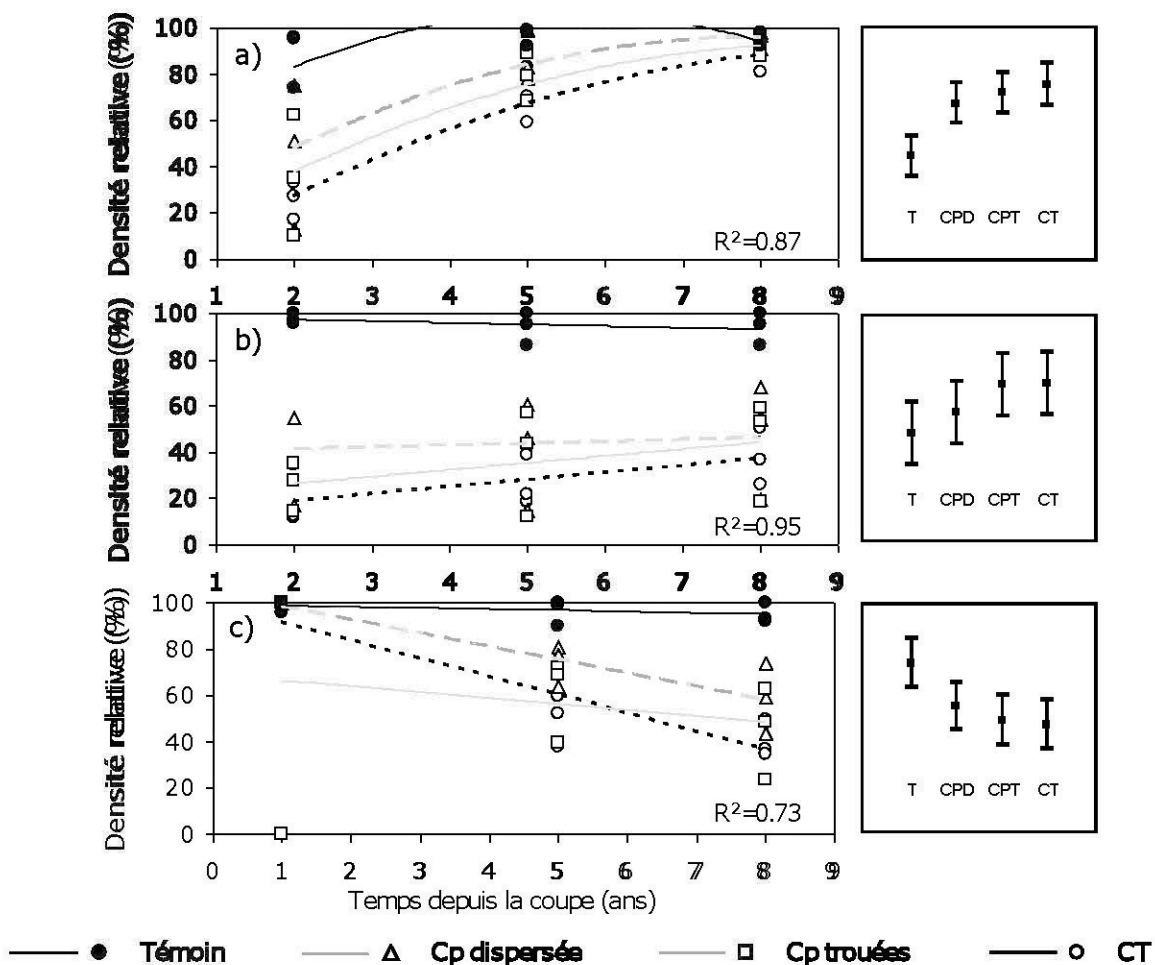 Densité relative ((%)
100
80
60
40
20
0
a)
R²=0.87
1 2 3 4 5 6 7 8 9
T CPD CPT CT
Densité relative ((%)
100
80
60
40
20
0
b)
R²=0.95
1 2 3 4 5 6 7 8 9
T CPD CPT CT
Densité relative ((%)
100
80
60
40
20
0
c)
R²=0.73
0 1 2 3 4 5 6 7 8 9
T CPD CPT CT
Temps depuis la coupe (ans)
Témoin Cp dispersée Cp trouées CT